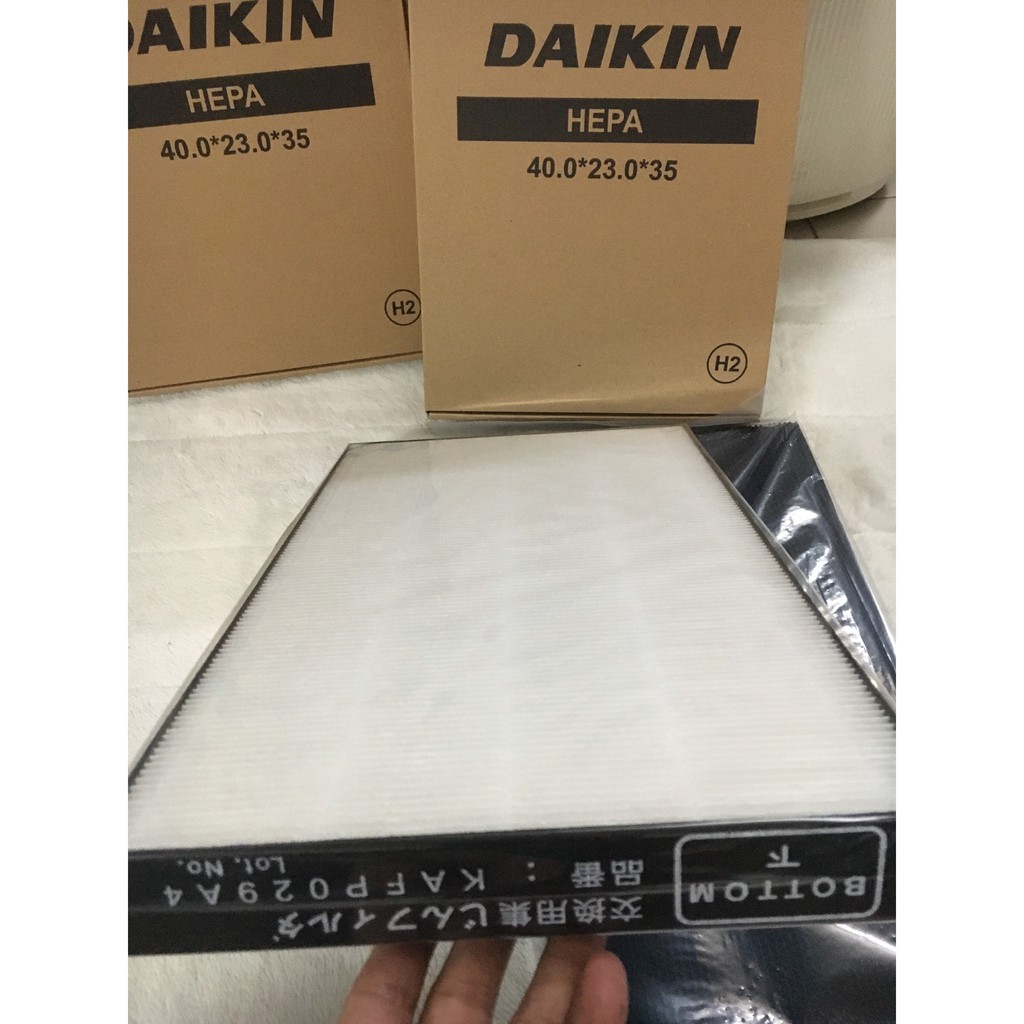 DAIKIN
HEPA
40.0*23.0*35
H2
DAIKIN
HEPA
40.0*23.0*35
H2
BOTTOM
下
交換用集じんフィルダ
品番 : KAFP029A4
Lot. No.